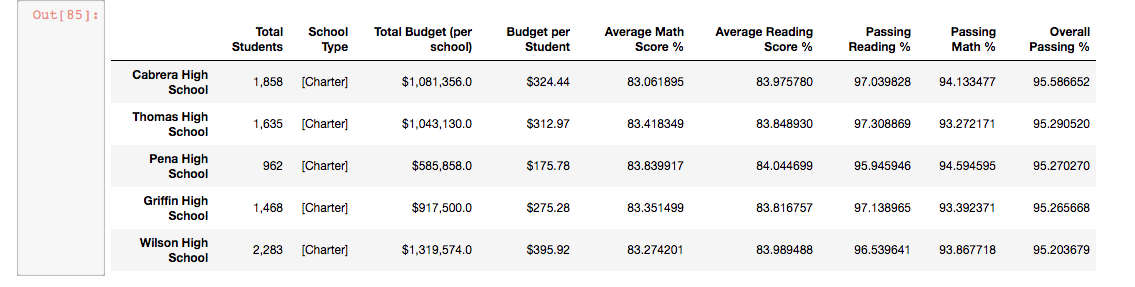 Out[85]:
Total Students School Type Total Budget (per school) Budget per Student Average Math Score % Average Reading Score % Passing Reading % Passing Math % Overall Passing %
Cabrera High School 1,858 [Charter] $1,081,356.0 $324.44 83.061895 83.975780 97.039828 94.133477 95.586652
Thomas High School 1,635 [Charter] $1,043,130.0 $312.97 83.418349 83.848930 97.308869 93.272171 95.290520
Pena High School 962 [Charter] $585,858.0 $175.78 83.839917 84.044699 95.945946 94.594595 95.270270
Griffin High School 1,468 [Charter] $917,500.0 $275.28 83.351499 83.816757 97.138965 93.392371 95.265668
Wilson High School 2,283 [Charter] $1,319,574.0 $395.92 83.274201 83.989488 96.539641 93.867718 95.203679